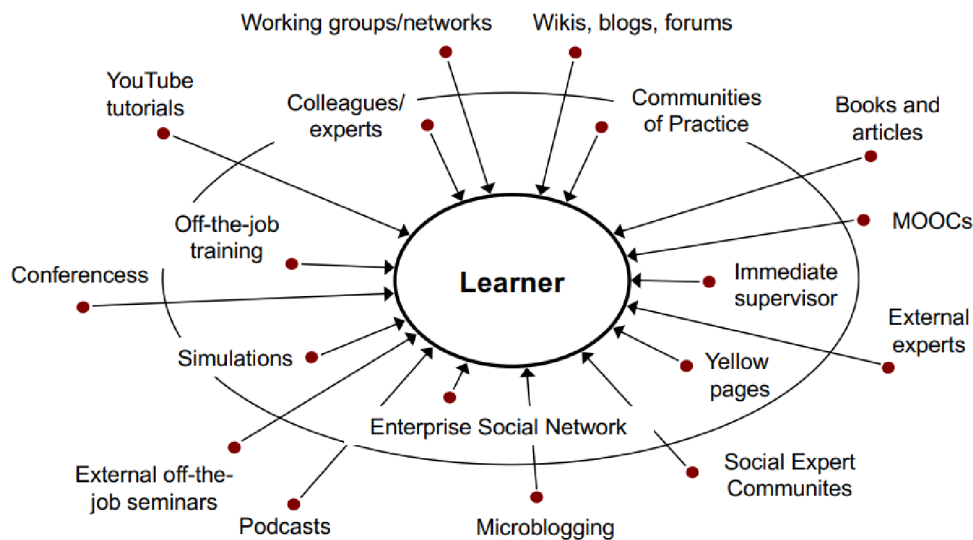 Working groups/networks
Wikis, blogs, forums
YouTube
tutorials
Colleagues/
experts
Communities
of Practice
Books and
articles
Off-the-job
training
MOOCs
Conferencess
Learner
Immediate
supervisor
External
experts
Simulations
Yellow
pages
Enterprise Social Network
External off-the-
job seminars
Social Expert
Communites
Podcasts
Microblogging